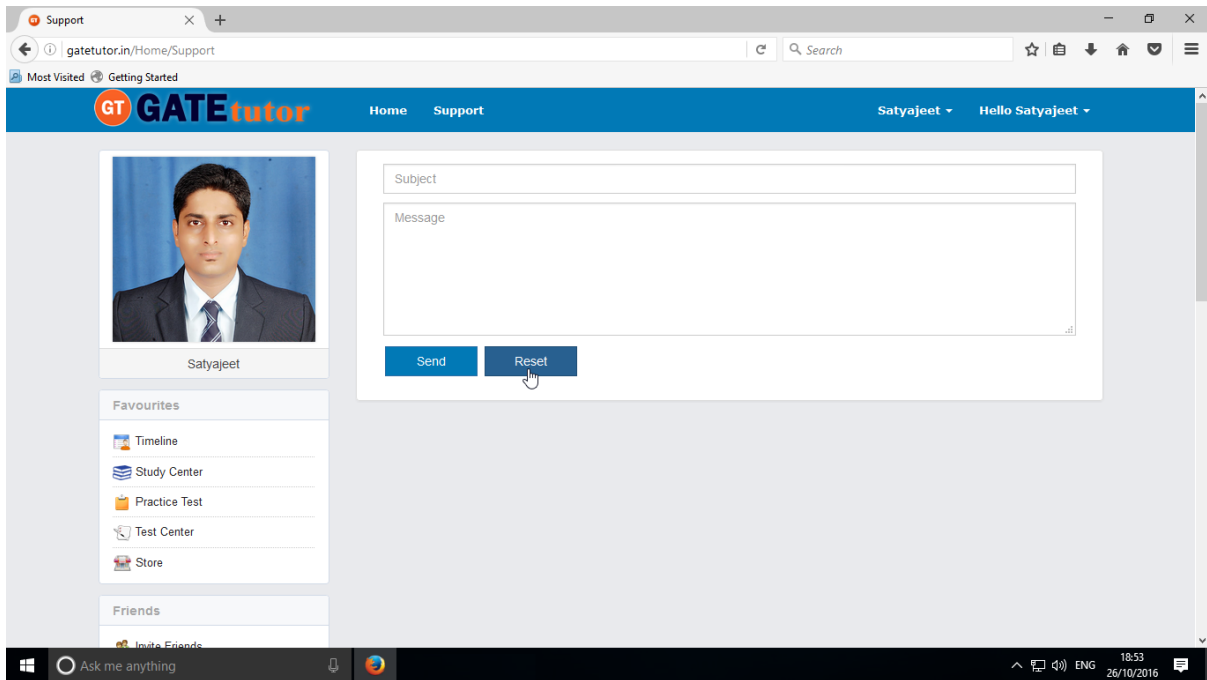 GT Support
gatetutor.in/Home/Support
Search
Most Visited Getting Started
GT GATEtutor Home Support Satyajeet Hello Satyajeet
Subject
Message
Send Reset
Satyajeet
Favourites
Timeline
Study Center
Practice Test
Test Center
Store
Friends
Invite Friends
Ask me anything
ENG
18:53
26/10/2016